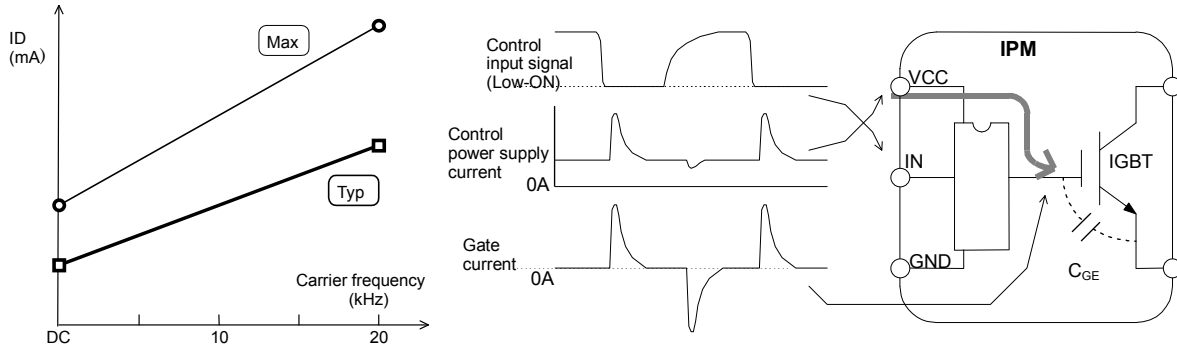 ID
(mA)
Max
Typ
Carrier frequency
(kHz)
DC
10
20
Control
input signal
(Low-ON)
Control
power supply
current
0A
Gate
current
0A
IPM
VCC
IN
GND
IGBT
CGE